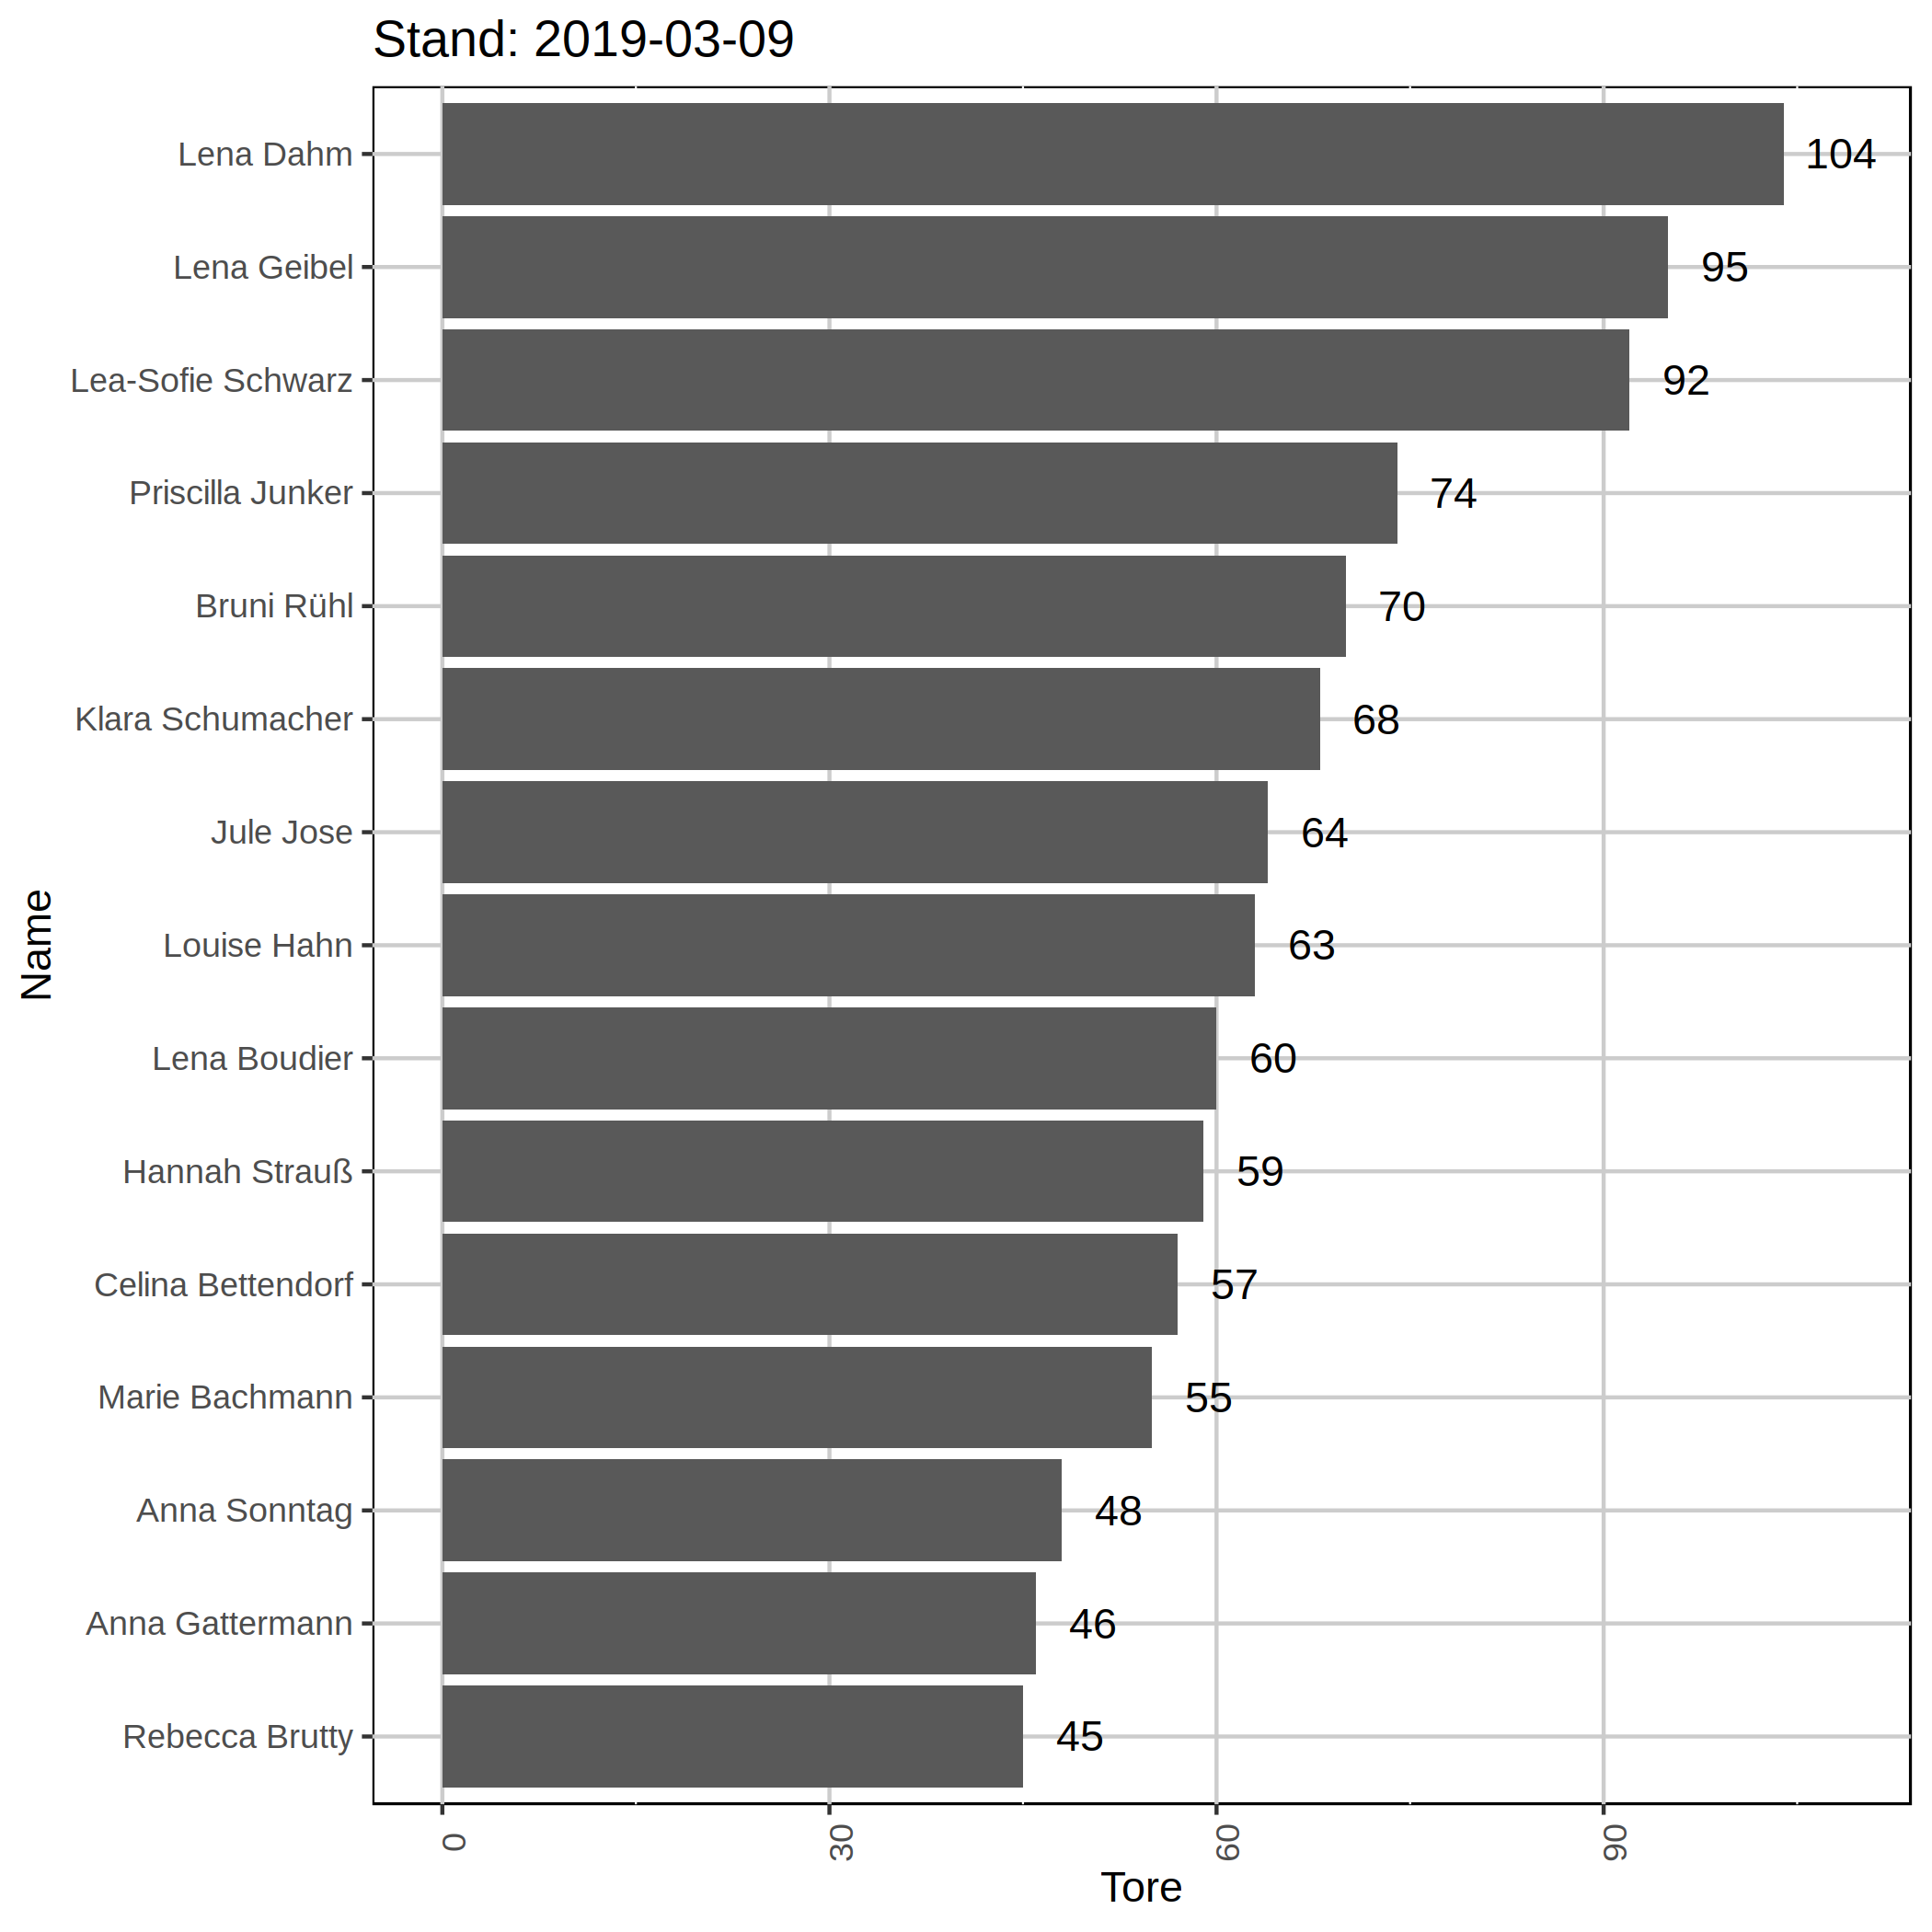 Stand: 2019-03-09
Lena Dahm 104
Lena Geibel 95
Lea-Sofie Schwarz 92
Priscilla Junker 74
Bruni Rühl 70
Klara Schumacher 68
Jule Jose 64
Louise Hahn 63
Lena Boudier 60
Hannah Strauß 59
Celina Bettendorf 57
Marie Bachmann 55
Anna Sonntag 48
Anna Gattermann 46
Rebecca Brutty 45
Name
0 30 60 90
Tore